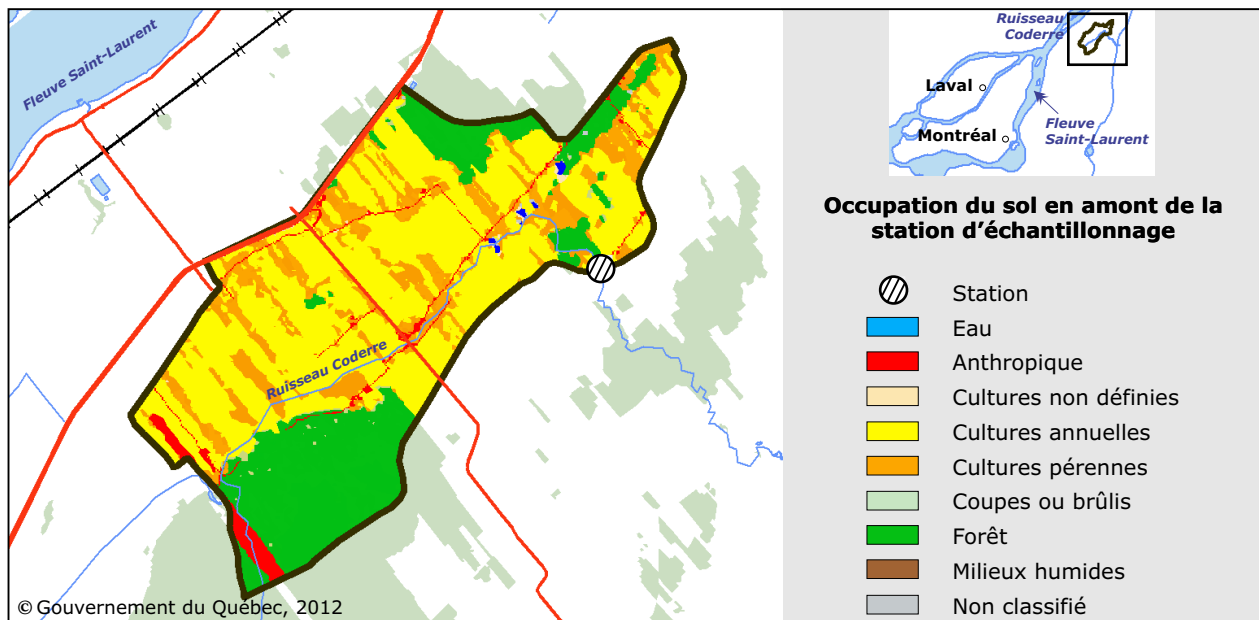 Fleuve Saint-Laurent
Ruisseau Coderre
© Gouvernement du Québec, 2012
Ruisseau
Coderre
Laval
Montréal
Fleuve
Saint-Laurent
Occupation du sol en amont de la
station d'échantillonnage
Station
Eau
Anthropique
Cultures non définies
Cultures annuelles
Cultures pérennes
Coupes ou brûlis
Forêt
Milieux humides
Non classifié